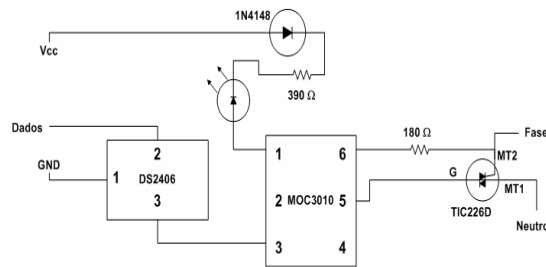 1N4148
Vcc
390 Ω
Dados
GND
1
2
DS2406
3
1
2
3
MOC3010
6
5
4
180 Ω
Fase
MT2
G
MT1
TIC226D
Neutro